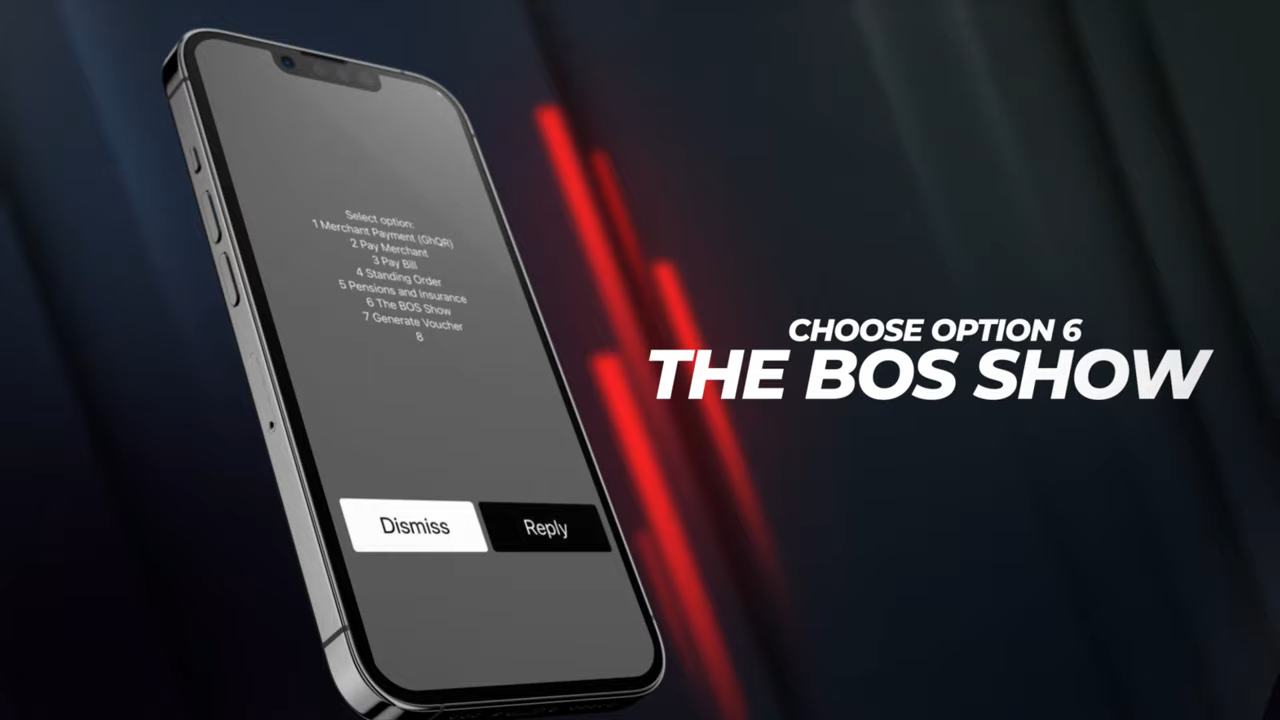 Select option:
1 Merchant Payment (GhQR)
2 Pay Merchant
3 Pay Bill
4 Standing Order
5 Pensions and Insurance
6 The BOS Show
7 Generate Voucher
8
Dismiss
Reply
CHOOSE OPTION 6
THE BOS SHOW